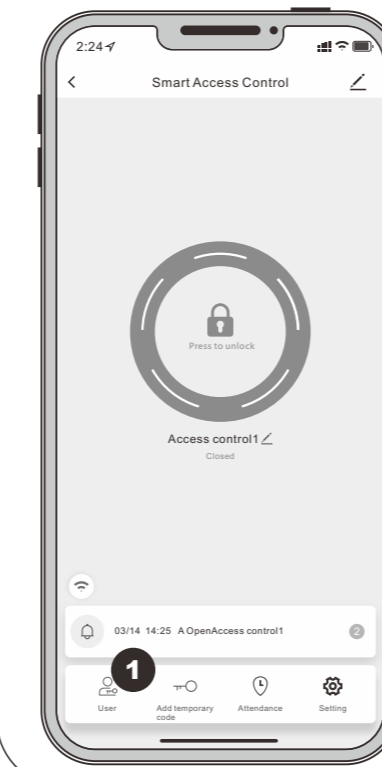 2:24
Smart Access Control
Press to unlock
Access control1
Closed
03/14 14:25 A OpenAccess control1
2
1
User
Add temporary
code
Attendance
Setting